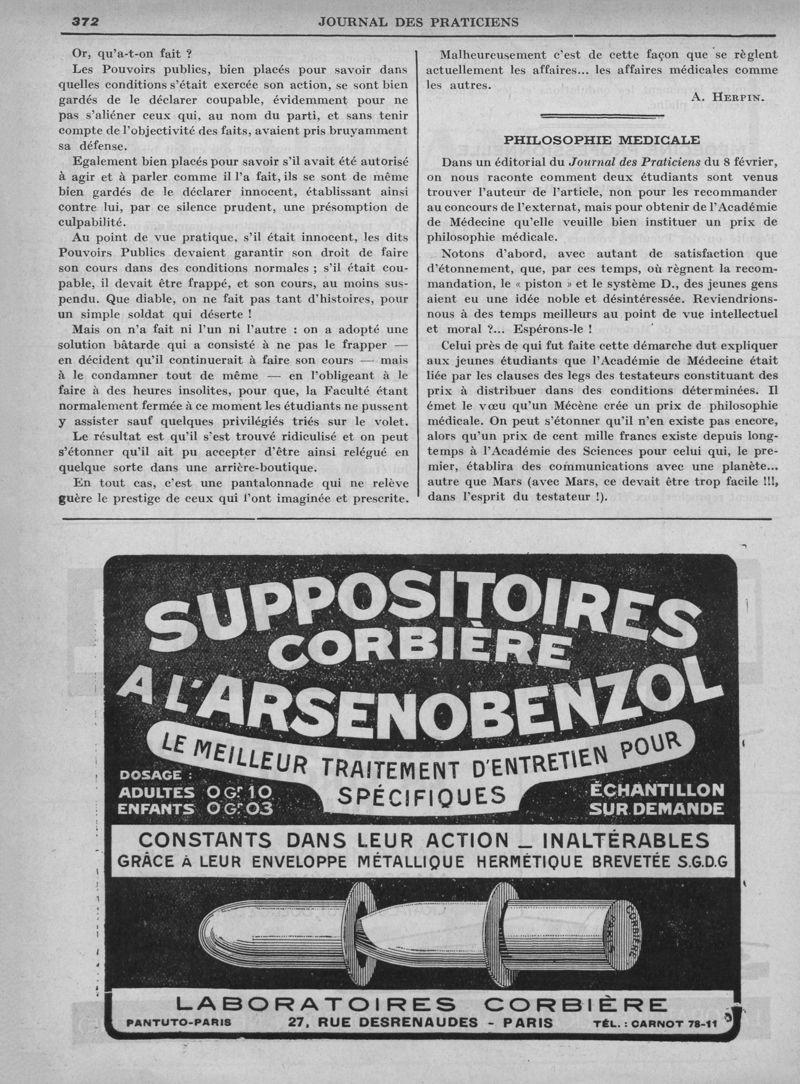 372
JOURNAL DES PRATICIENS
Or, qu'a-t-on fait ?
Les Pouvoirs publics, bien placés pour savoir dans
quelles conditions s'était exercée son action, se sont bien
gardés de le déclarer coupable, évidemment pour ne
pas s'aliéner ceux qui, au nom du parti, et sans tenir
compte de l'objectivité des faits, avaient pris bruyamment
sa défense.
Egalement bien placés pour savoir s'il avait été autorisé
à agir et à parler comme il l'a fait, ils se sont de même
bien gardés de le déclarer innocent, établissant ainsi
contre lui, par ce silence prudent, une présomption de
culpabilité.
Au point de vue pratique, s'il était innocent, les dits
Pouvoirs Publics devaient garantir son droit de faire
son cours dans des conditions normales ; s'il était cou-
pable, il devait être frappé, et son cours, au moins sus-
pendu. Que diable, on ne fait pas tant d'histoires, pour
un simple soldat qui déserte !
Mais on n'a fait ni l'un ni l'autre : on a adopté une
solution bâtarde qui a consisté à ne pas le frapper —
en décident qu'il continuerait à faire son cours — mais
à le condamner tout de même — en l'obligeant à le
faire à des heures insolites, pour que, la Faculté étant
normalement fermée à ce moment les étudiants ne pussent
y assister sauf quelques privilégiés triés sur le volet.
Le résultat est qu'il s'est trouvé ridiculisé et on peut
s'étonner qu'il ait pu accepter d'être ainsi relégué en
quelque sorte dans une arrière-boutique.
En tout cas, c'est une pantalonnade qui ne relève
guère le prestige de ceux qui l'ont imaginée et prescrite.
Malheureusement c'est de cette façon que se règlent
actuellement les affaires... les affaires médicales comme
les autres.
A. HERPIN.
PHILOSOPHIE MEDICALE
Dans un éditorial du Journal des Praticiens du 8 février,
on nous raconte comment deux étudiants sont venus
trouver l'auteur de l'article, non pour les recommander
au concours de l'externat, mais pour obtenir de l'Académie
de Médecine qu'elle veuille bien instituer un prix de
philosophie médicale.
Notons d'abord, avec autant de satisfaction que
d'étonnement, que, par ces temps, où règnent la recom-
mandation, le « piston » et le système D., des jeunes gens
aient eu une idée noble et désintéressée. Reviendrions-
nous à des temps meilleurs au point de vue intellectuel
et moral ?... Espérons-le !
Celui près de qui fut faite cette démarche dut expliquer
aux jeunes étudiants que l'Académie de Médecine était
liée par les clauses des legs des testateurs constituant des
prix à distribuer dans des conditions déterminées. Il
émet le vœu qu'un Mécène crée un prix de philosophie
médicale. On peut s'étonner qu'il n'en existe pas encore,
alors qu'un prix de cent mille francs existe depuis long-
temps à l'Académie des Sciences pour celui qui, le pre-
mier, établira des communications avec une planète...
autre que Mars (avec Mars, ce devait être trop facile !!!,
dans l'esprit du testateur !).
SUPPOSITOIRES
CORBIÈRE
A L'ARSENOBENZOL
LE MEILLEUR TRAITEMENT D'ENTRETIEN POUR
SPÉCIFIQUES
DOSAGE :
ADULTES 0 Gr 10
ENFANTS 0 Gr 03
ÉCHANTILLON
SUR DEMANDE
CONSTANTS DANS LEUR ACTION _ INALTÉRABLES
GRÂCE A LEUR ENVELOPPE MÉTALLIQUE HERMÉTIQUE BREVETÉE S.G.D.G
CORBIÈRE
PARIS
LABORATOIRES CORBIÈRE
PANTUTO-PARIS 27, RUE DESRENAUDES - PARIS TÉL. : CARNOT 78-11